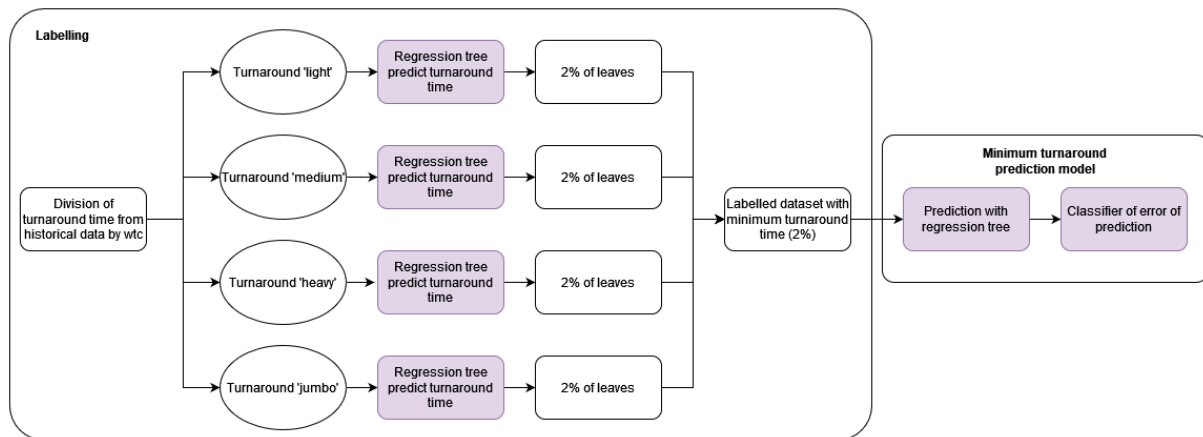 Labelling
Turnaround 'light'
Regression tree
predict turnaround
time
2% of leaves
Turnaround 'medium'
Regression tree
predict turnaround
time
2% of leaves
Division of
turnaround time from
historical data by wtc
Turnaround 'heavy'
Regression tree
predict turnaround
time
2% of leaves
Turnaround 'jumbo'
Regression tree
predict turnaround
time
2% of leaves
Labelled dataset with
minimum turnaround
time (2%)
Minimum turnaround
prediction model
Prediction with
regression tree
Classifier of error of
prediction